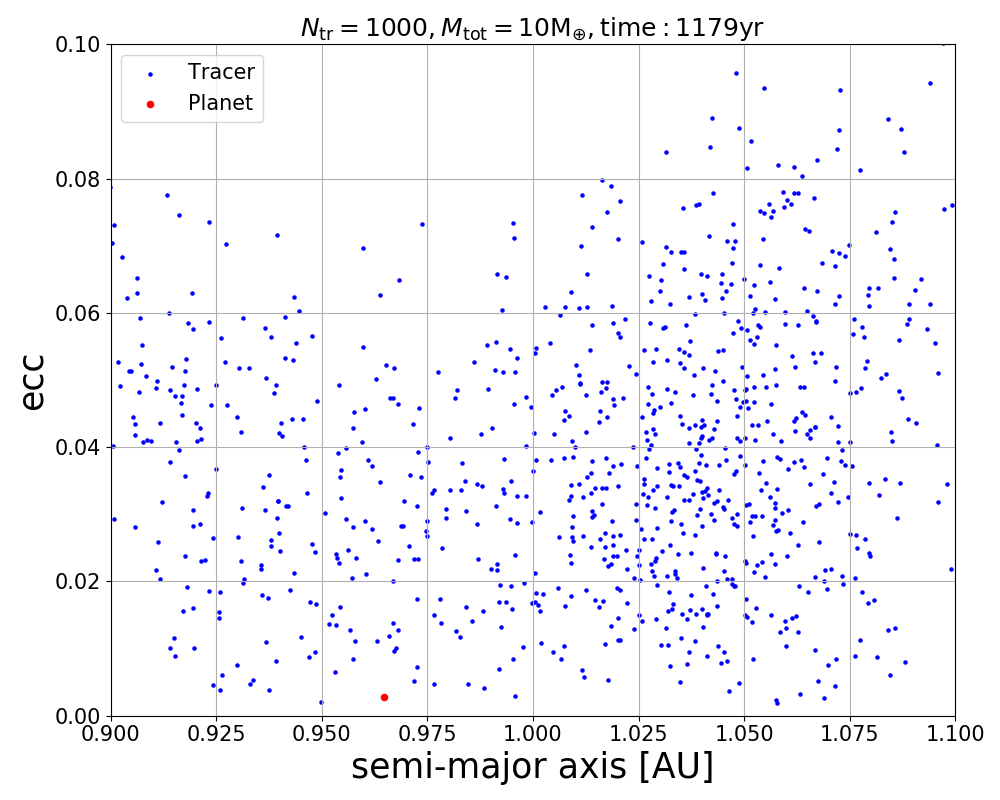 N_tr = 1000, M_tot = 10M_⊕, time : 1179yr
Tracer
Planet
ecc
0.10
0.08
0.06
0.04
0.02
0.00
0.900 0.925 0.950 0.975 1.000 1.025 1.050 1.075 1.100
semi-major axis [AU]